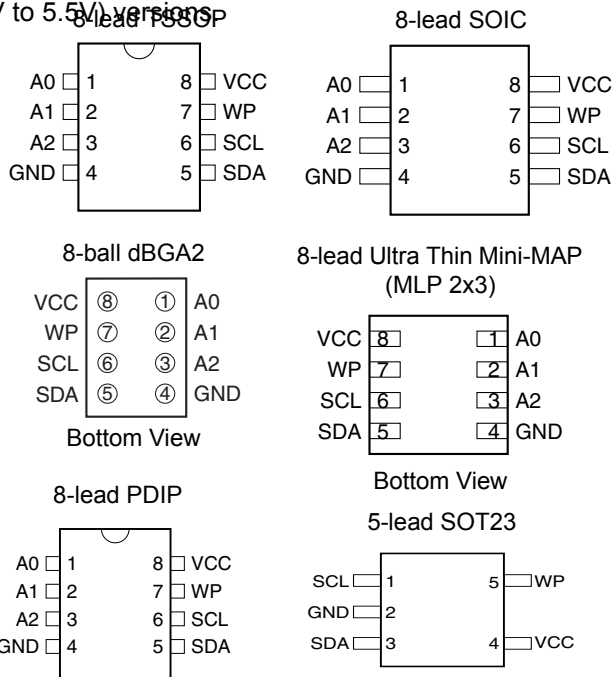 V to 5.5V) versions.
8-lead TSSOP
A0 1 8 VCC
A1 2 7 WP
A2 3 6 SCL
GND 4 5 SDA
8-lead SOIC
A0 1 8 VCC
A1 2 7 WP
A2 3 6 SCL
GND 4 5 SDA
8-ball dBGA2
VCC 8 1 A0
WP 7 2 A1
SCL 6 3 A2
SDA 5 4 GND
Bottom View
8-lead Ultra Thin Mini-MAP
(MLP 2x3)
VCC 8 1 A0
WP 7 2 A1
SCL 6 3 A2
SDA 5 4 GND
Bottom View
8-lead PDIP
A0 1 8 VCC
A1 2 7 WP
A2 3 6 SCL
GND 4 5 SDA
5-lead SOT23
SCL 1 5 WP
GND 2
SDA 3 4 VCC